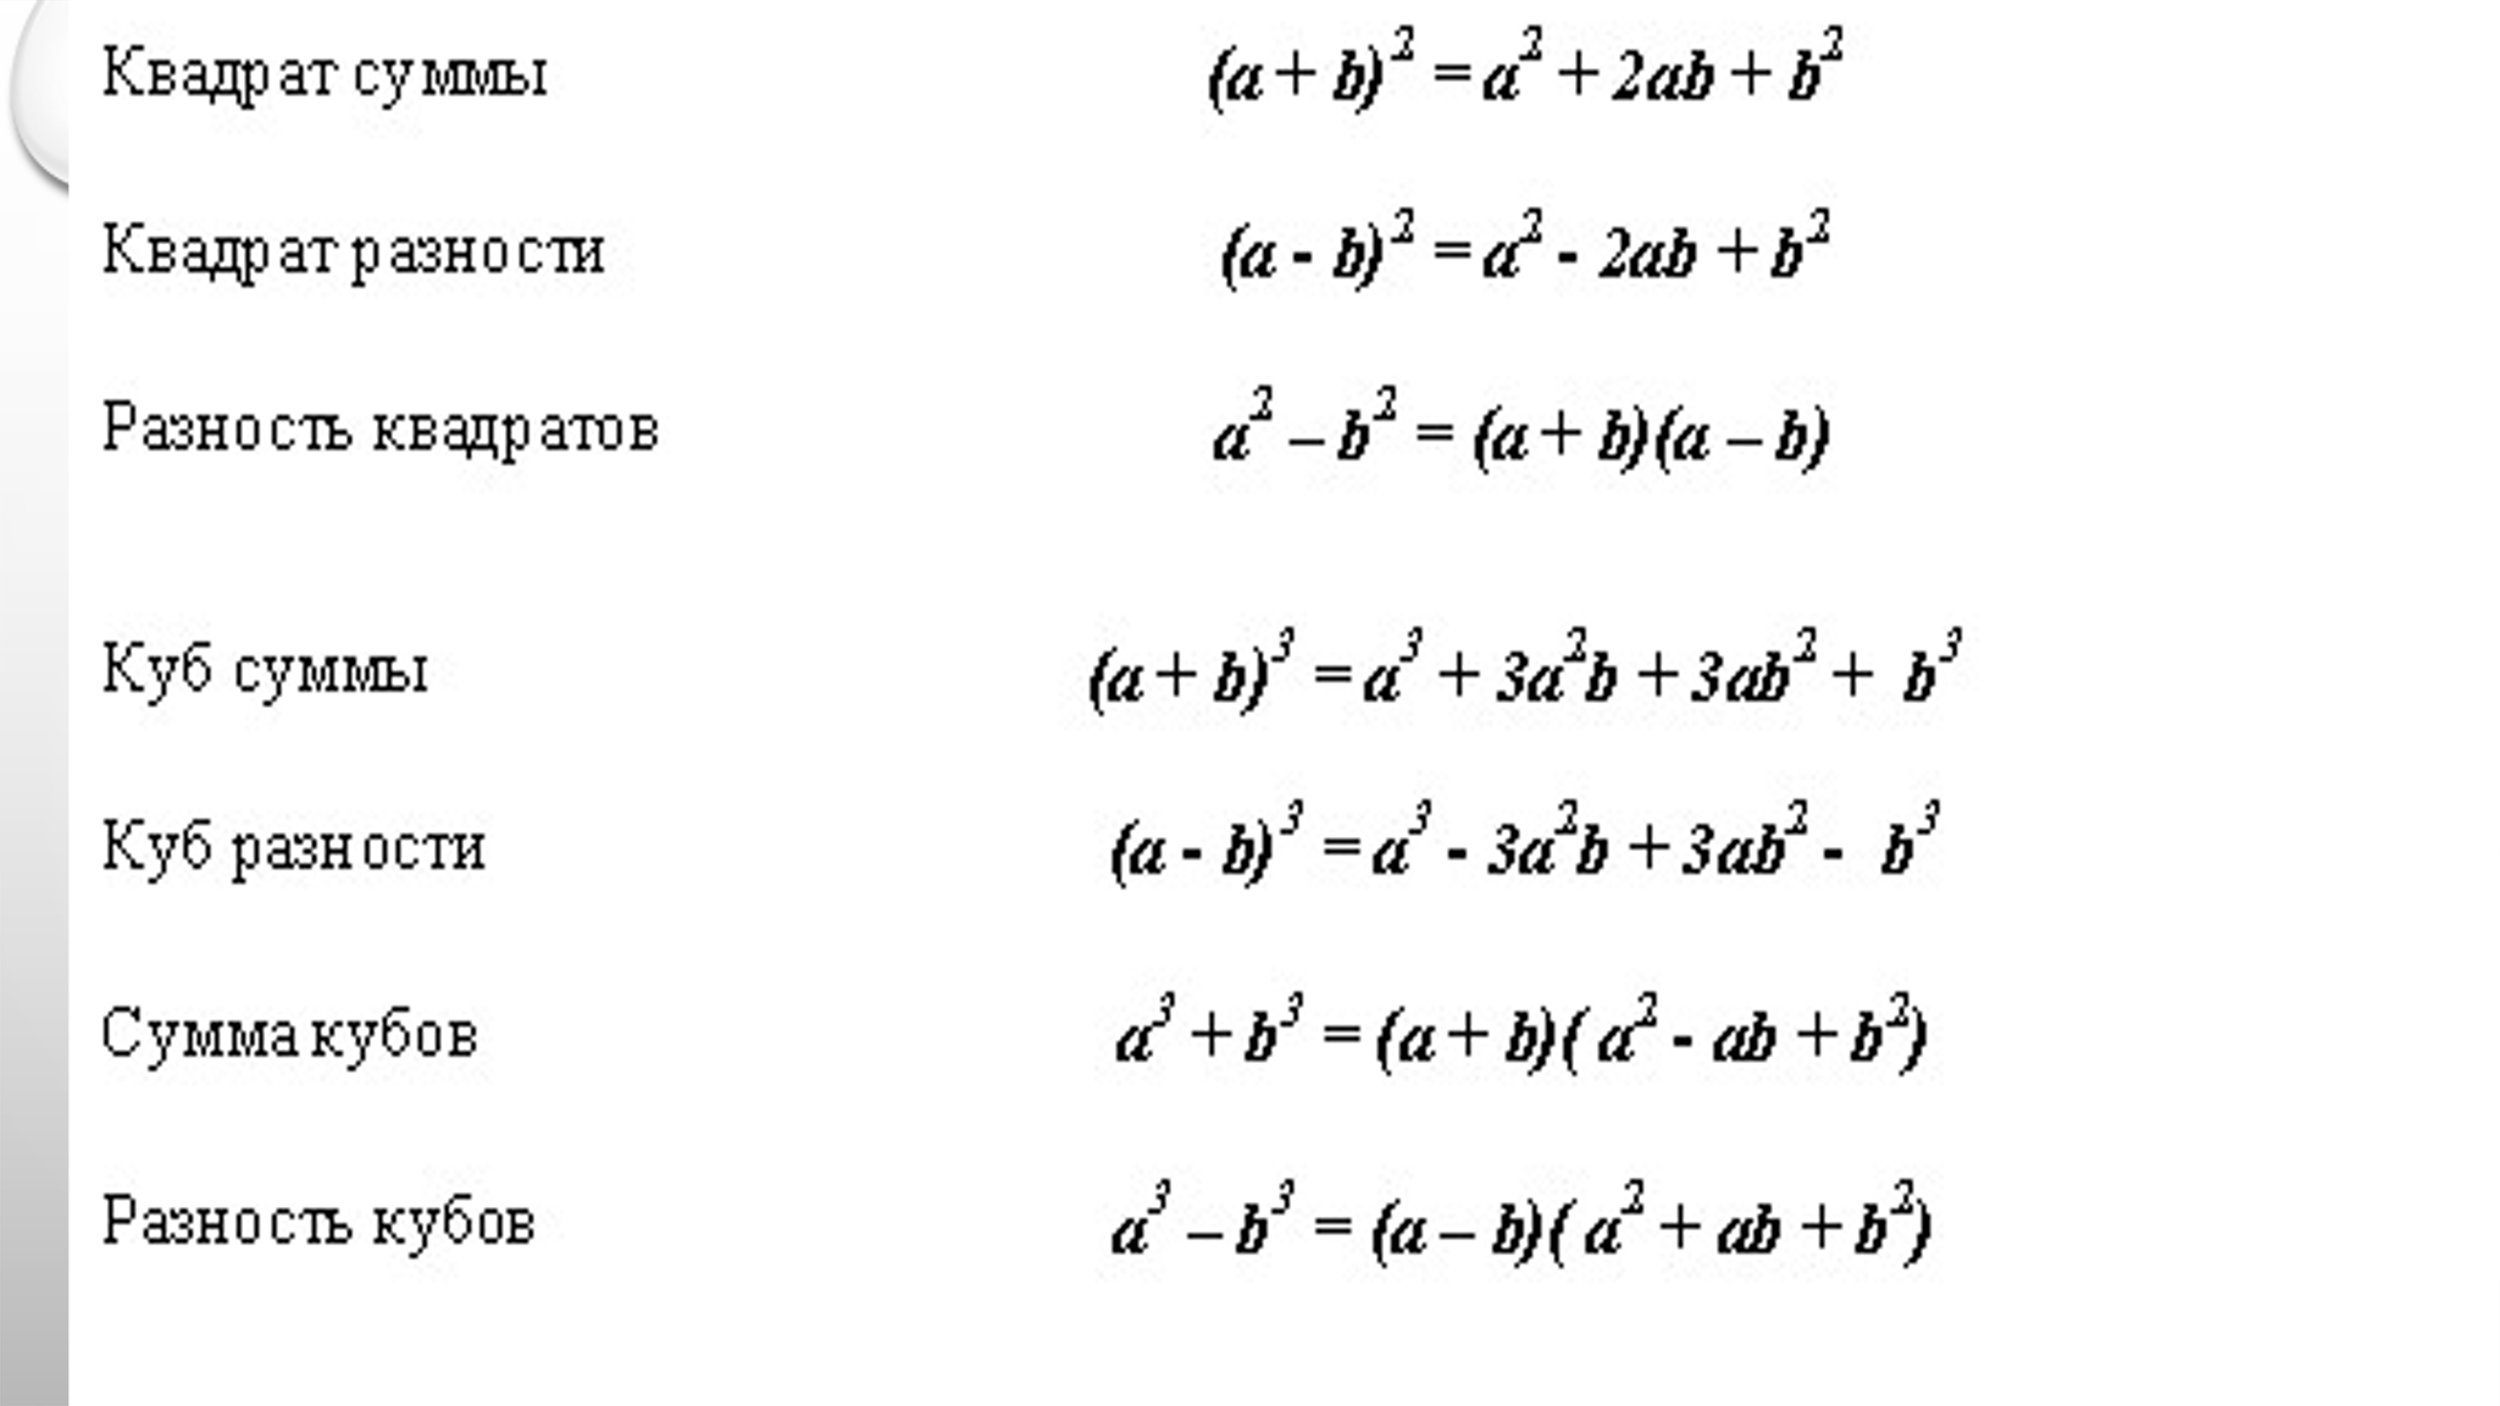 Квадрат суммы (a + b)² = a² + 2ab + b²
Квадрат разности (a - b)² = a² - 2ab + b²
Разность квадратов a² – b² = (a + b)(a – b)
Куб суммы (a + b)³ = a³ + 3a²b + 3ab² + b³
Куб разности (a - b)³ = a³ - 3a²b + 3ab² - b³
Сумма кубов a³ + b³ = (a + b)( a² - ab + b²)
Разность кубов a³ – b³ = (a – b)( a² + ab + b²)